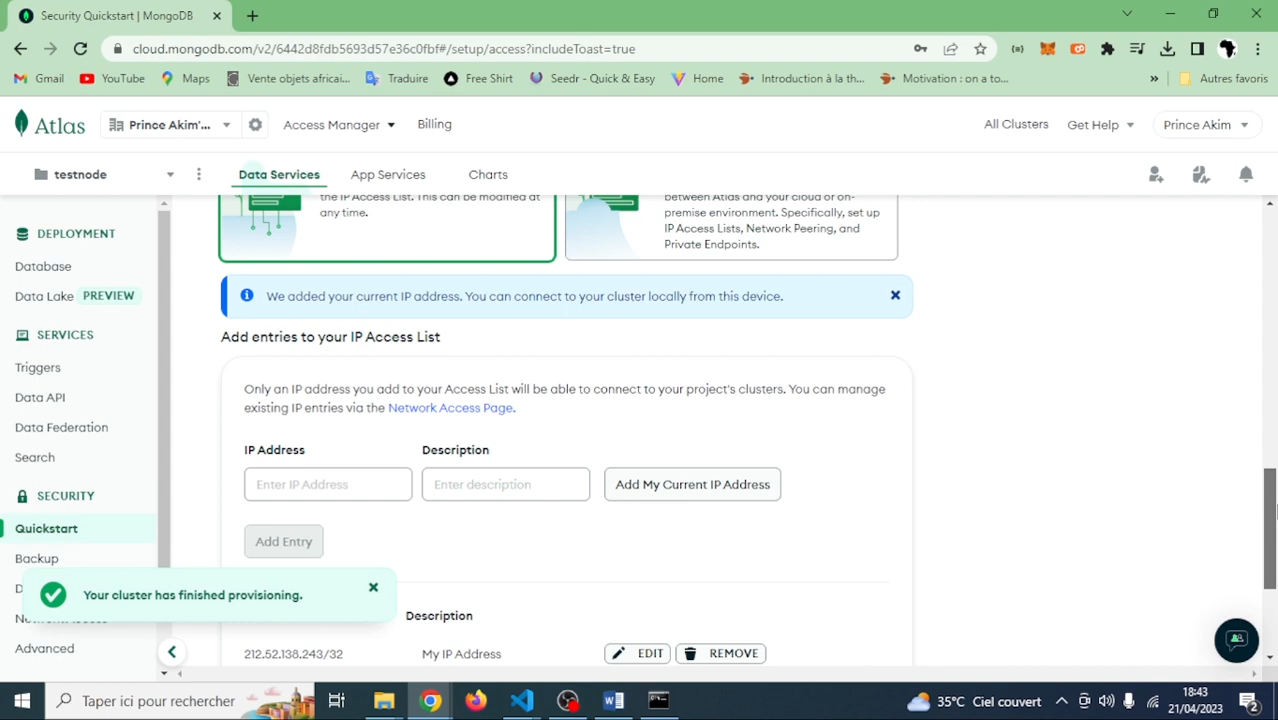 Security Quickstart | MongoDB
cloud.mongodb.com/v2/6442d8fdb5693d57e36c0fbf#/setup/access?includeToast=true
Gmail YouTube Maps Vente objets africai... Traduire Free Shirt Seedr - Quick & Easy Home Introduction à la th... Motivation : on a to... » Autres favoris
Atlas Prince Akim'... Access Manager Billing All Clusters Get Help Prince Akim
testnode Data Services App Services Charts
DEPLOYMENT
Database
Data Lake PREVIEW
SERVICES
Triggers
Data API
Data Federation
Search
SECURITY
Quickstart
Backup
D
Advanced
the IP Access List. This can be modified at
any time.
between Atlas and your cloud or on-
premise environment. Specifically, set up
IP Access Lists, Network Peering, and
Private Endpoints.
We added your current IP address. You can connect to your cluster locally from this device.
Add entries to your IP Access List
Only an IP address you add to your Access List will be able to connect to your project's clusters. You can manage
existing IP entries via the Network Access Page.
IP Address Description
Enter IP Address Enter description Add My Current IP Address
Add Entry
Your cluster has finished provisioning.
Description
212.52.138.243/32 My IP Address EDIT REMOVE
Taper ici pour rechercher
35°C Ciel couvert
18:43
21/04/2023
2